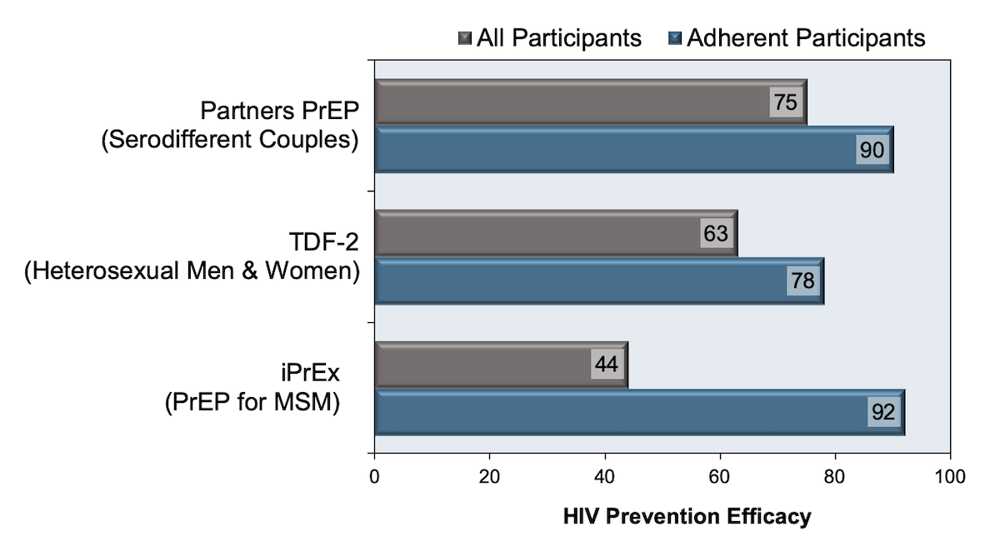 All Participants Adherent Participants
Partners PrEP
(Serodifferent Couples)
75
90
TDF-2
(Heterosexual Men & Women)
63
78
iPrEx
(PrEP for MSM)
44
92
0 20 40 60 80 100
HIV Prevention Efficacy